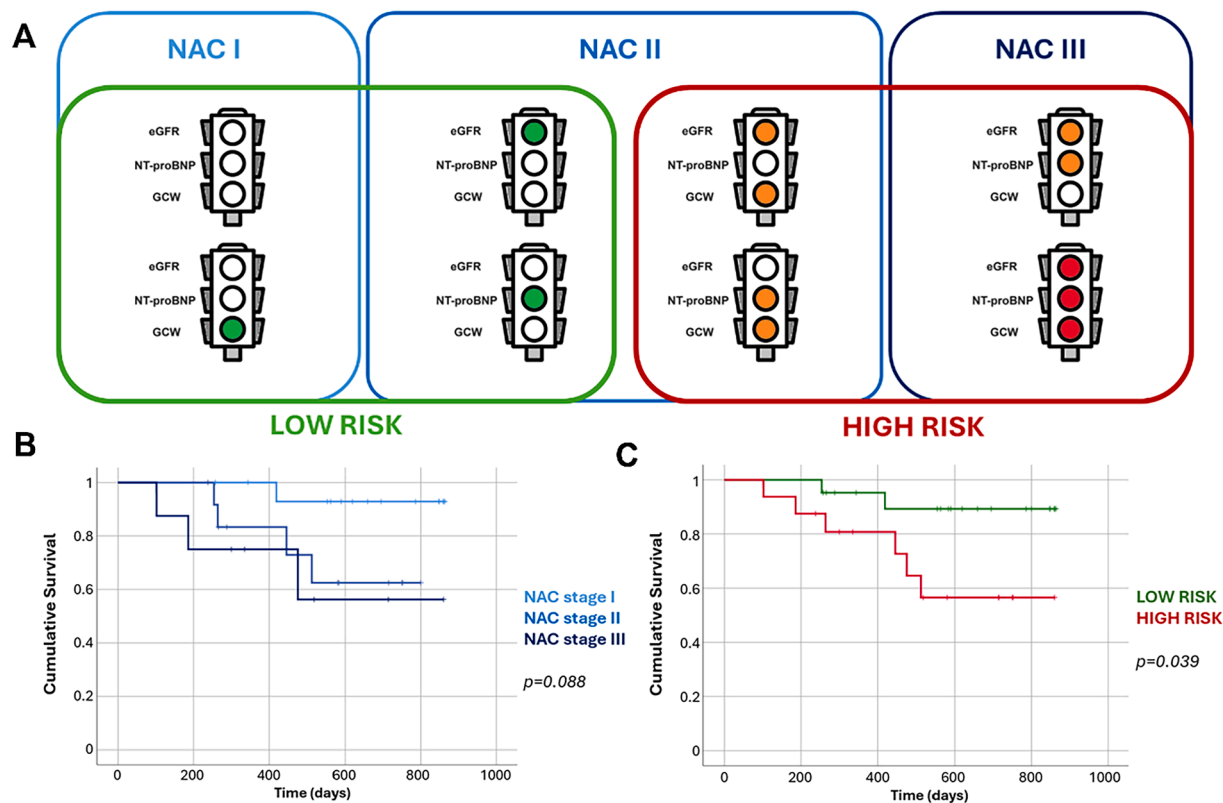 A
NAC I
NAC II
NAC III
eGFR
NT-proBNP
GCW
eGFR
NT-proBNP
GCW
eGFR
NT-proBNP
GCW
eGFR
NT-proBNP
GCW
eGFR
NT-proBNP
GCW
eGFR
NT-proBNP
GCW
eGFR
NT-proBNP
GCW
eGFR
NT-proBNP
GCW
LOW RISK
HIGH RISK
B
Cumulative Survival
1
0.8
0.6
0.4
0.2
0
0
200
400
600
800
1000
Time (days)
NAC stage I
NAC stage II
NAC stage III
p=0.088
C
Cumulative Survival
1
0.8
0.6
0.4
0.2
0
0
200
400
600
800
1000
Time (days)
LOW RISK
HIGH RISK
p=0.039